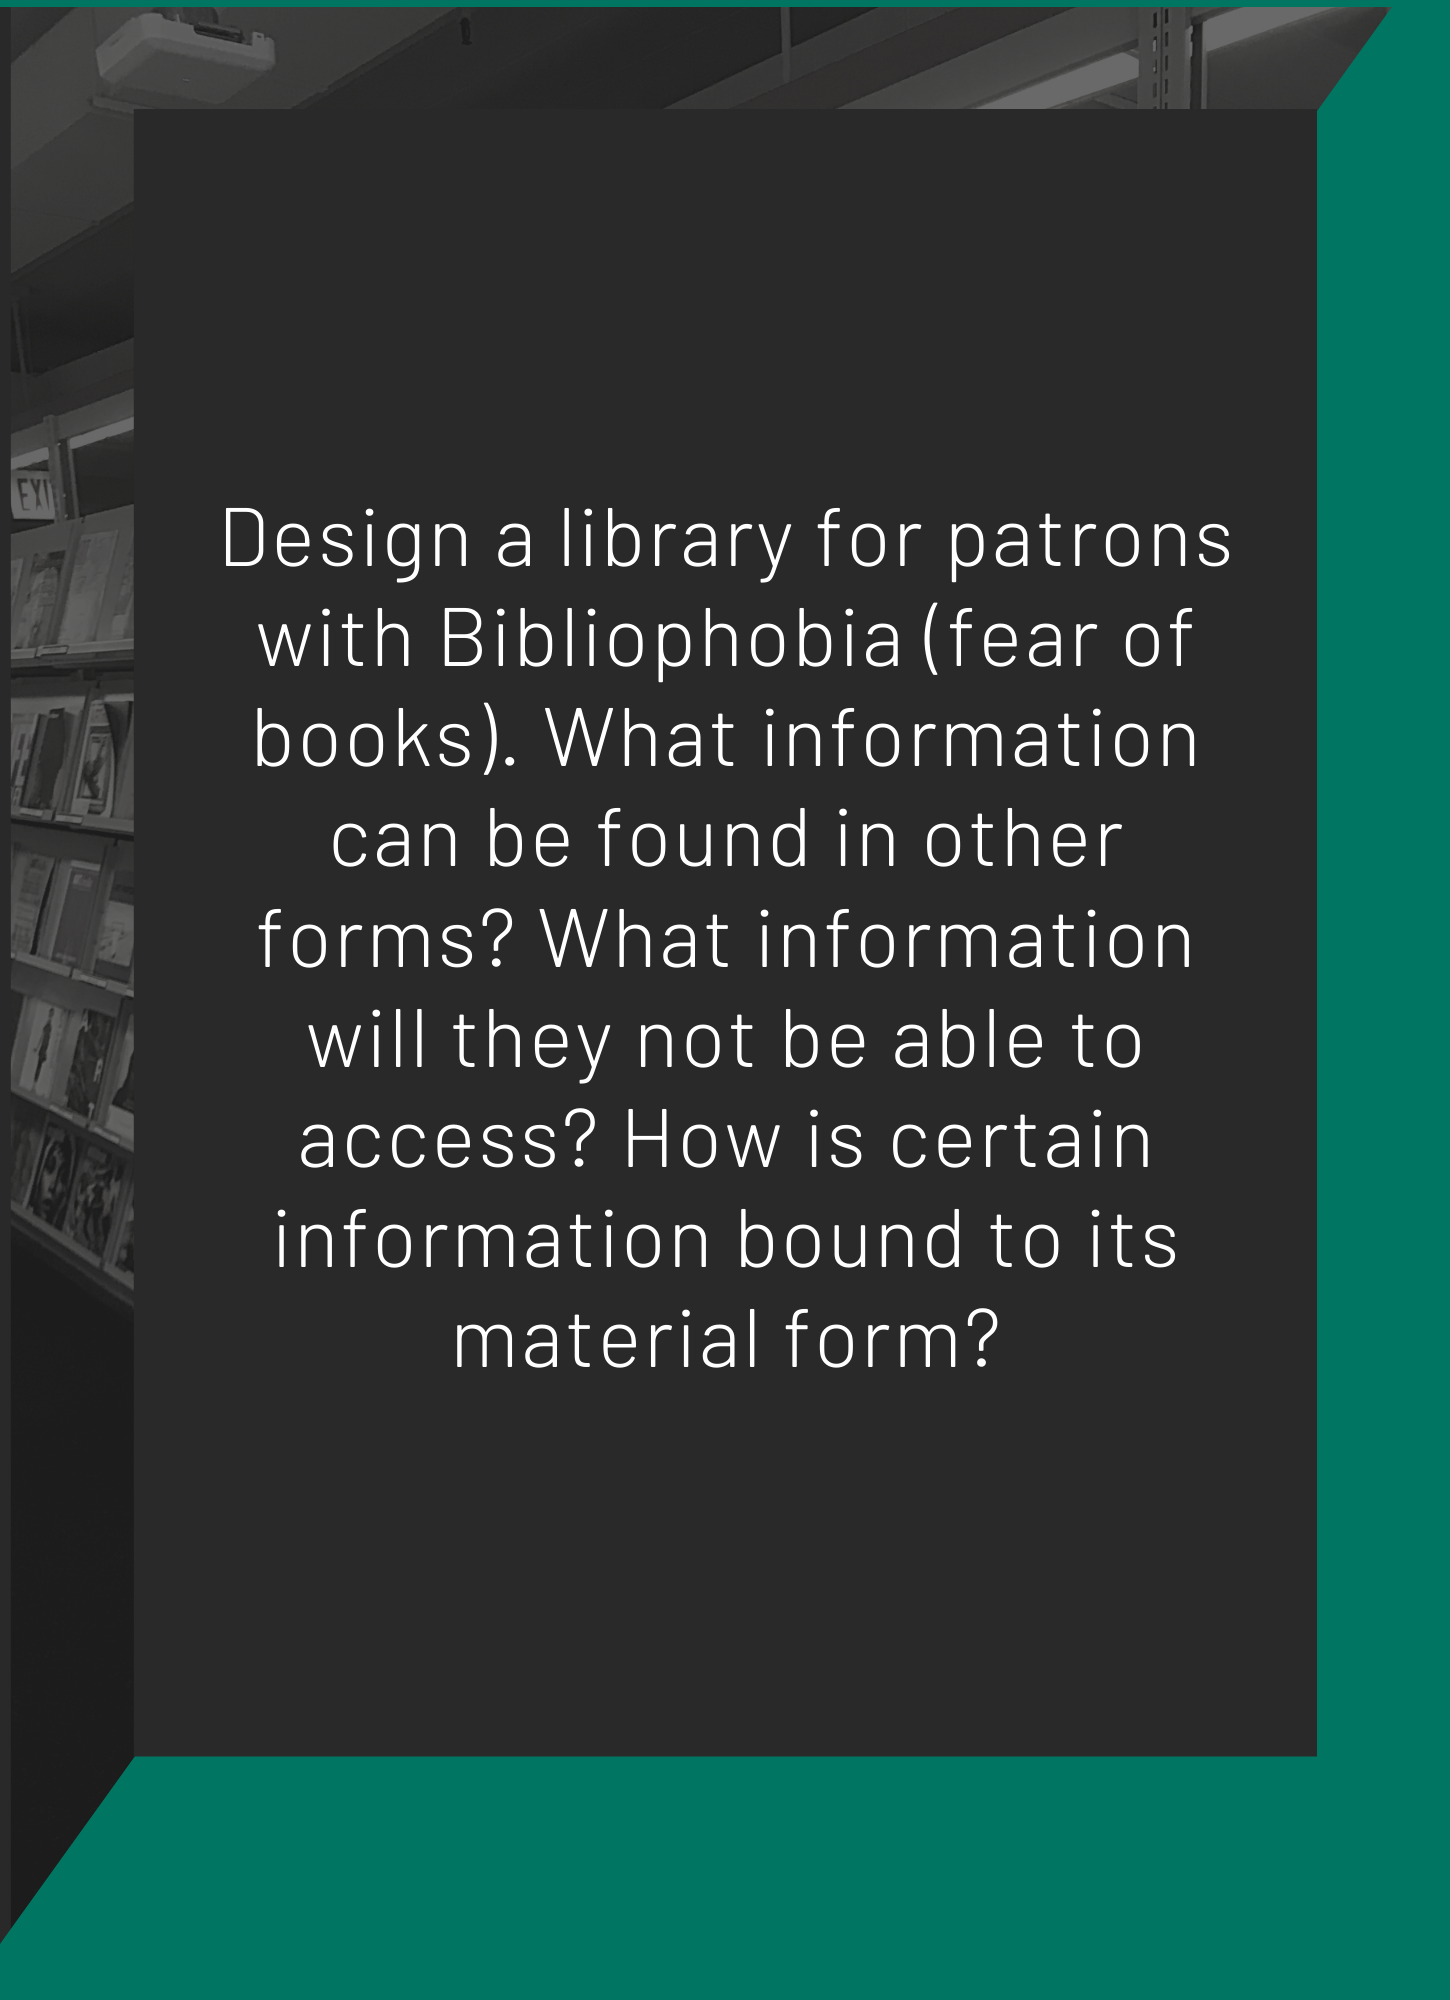 EXI
Design a library for patrons
with Bibliophobia (fear of
books). What information
can be found in other
forms? What information
will they not be able to
access? How is certain
information bound to its
material form?